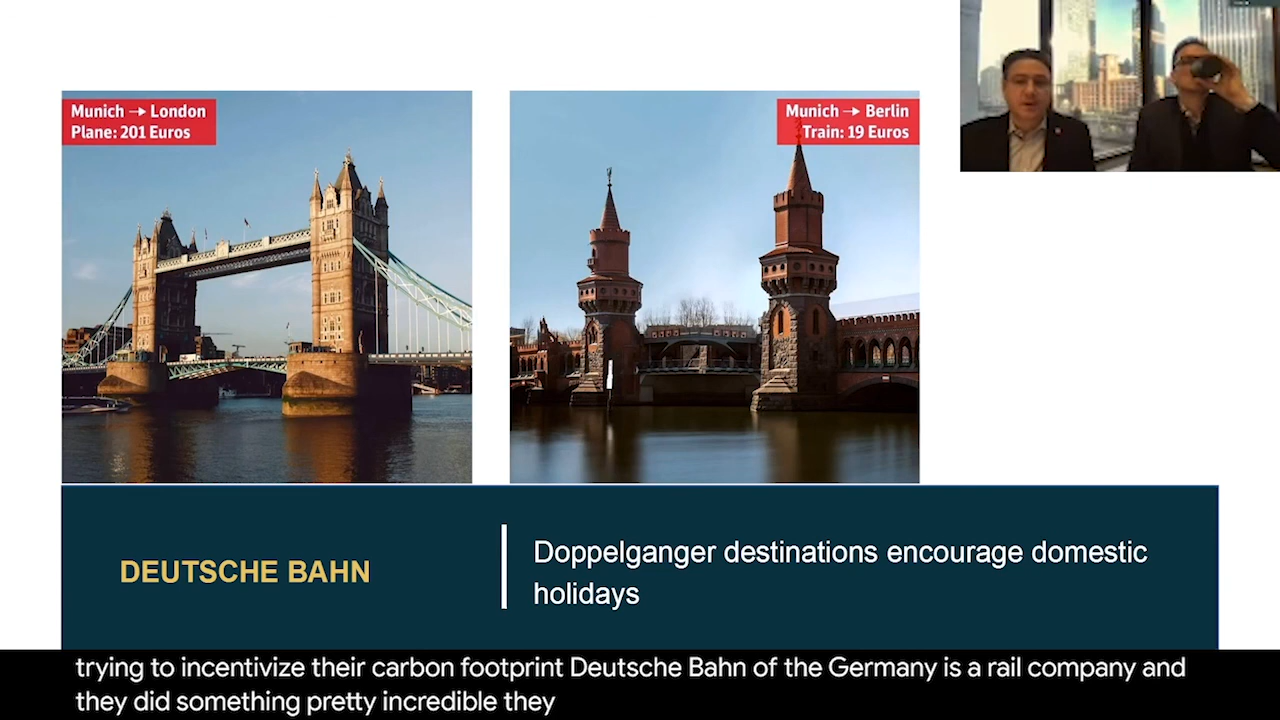 Munich → London
Plane: 201 Euros
Munich → Berlin
Train: 19 Euros
DEUTSCHE BAHN
Doppelganger destinations encourage domestic
holidays
trying to incentivize their carbon footprint Deutsche Bahn of the Germany is a rail company and
they did something pretty incredible they